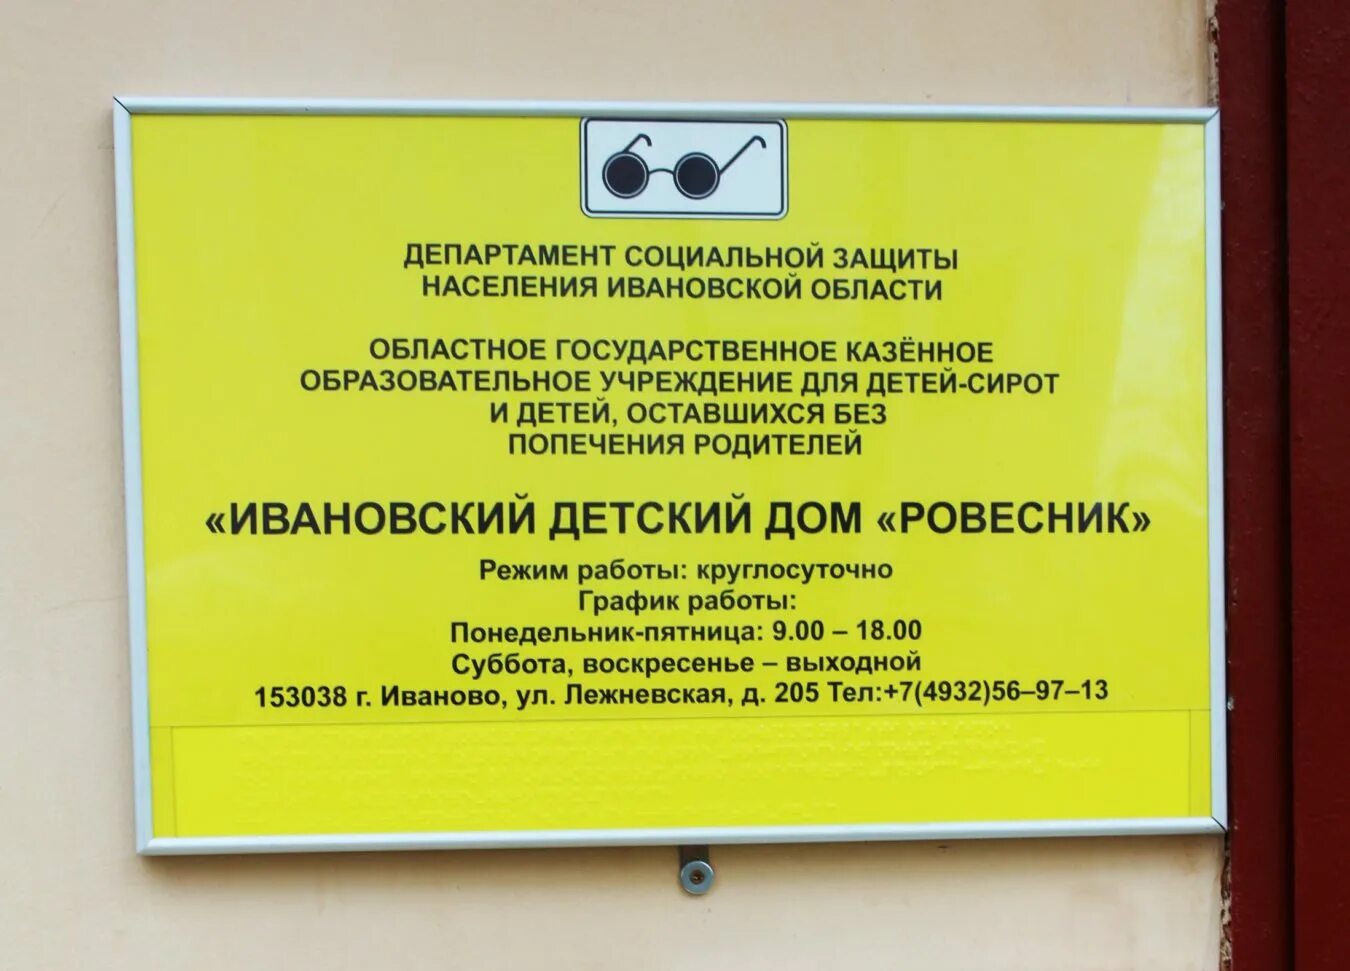 ДЕПАРТАМЕНТ СОЦИАЛЬНОЙ ЗАЩИТЫ
НАСЕЛЕНИЯ ИВАНОВСКОЙ ОБЛАСТИ
ОБЛАСТНОЕ ГОСУДАРСТВЕННОЕ КАЗЁННОЕ
ОБРАЗОВАТЕЛЬНОЕ УЧРЕЖДЕНИЕ ДЛЯ ДЕТЕЙ-СИРОТ
И ДЕТЕЙ, ОСТАВШИХСЯ БЕЗ
ПОПЕЧЕНИЯ РОДИТЕЛЕЙ
«ИВАНОВСКИЙ ДЕТСКИЙ ДОМ «РОВЕСНИК»
Режим работы: круглосуточно
График работы:
Понедельник-пятница: 9.00 – 18.00
Суббота, воскресенье – выходной
153038 г. Иваново, ул. Лежневская, д. 205 Тел:+7(4932)56–97–13